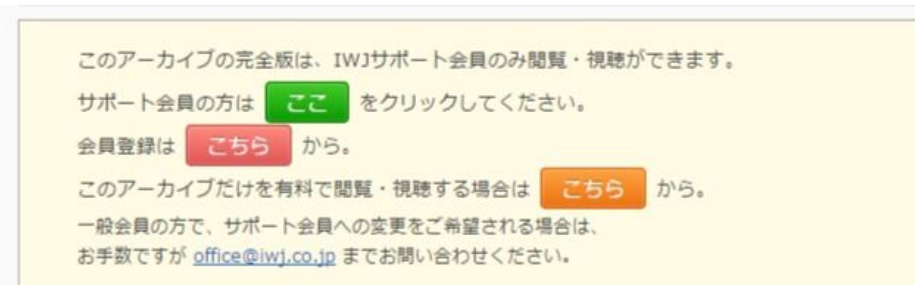 このアーカイブの完全版は、IWJサポート会員のみ閲覧・視聴ができます。
サポート会員の方は ここ をクリックしてください。
会員登録は こちら から。
このアーカイブだけを有料で閲覧・視聴する場合は こちら から。
一般会員の方で、サポート会員への変更をご希望される場合は、
お手数ですが office@iwj.co.jp までお問い合わせください。